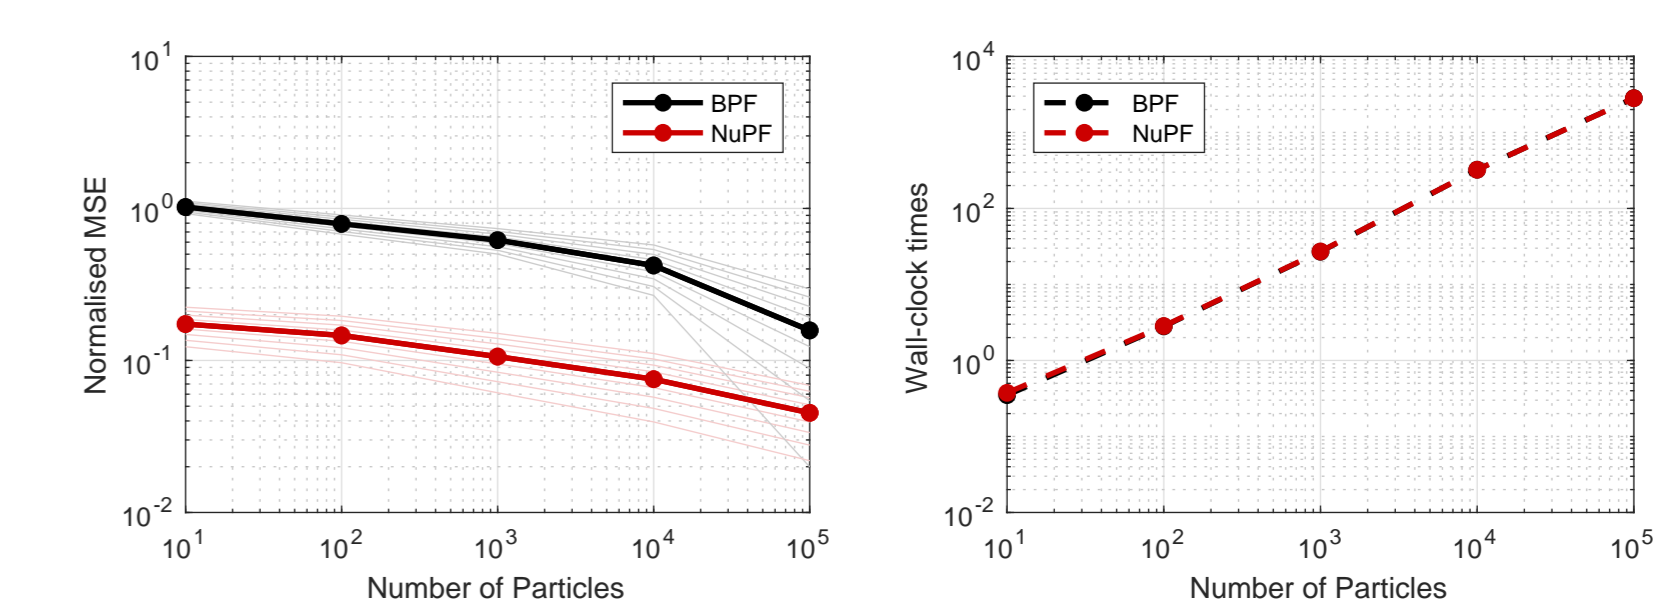 Normalised MSE
10^1
10^0
10^-1
10^-2
BPF
NuPF
10^1 10^2 10^3 10^4 10^5
Number of Particles
Wall-clock times
10^4
10^2
10^0
10^-2
BPF
NuPF
10^1 10^2 10^3 10^4 10^5
Number of Particles